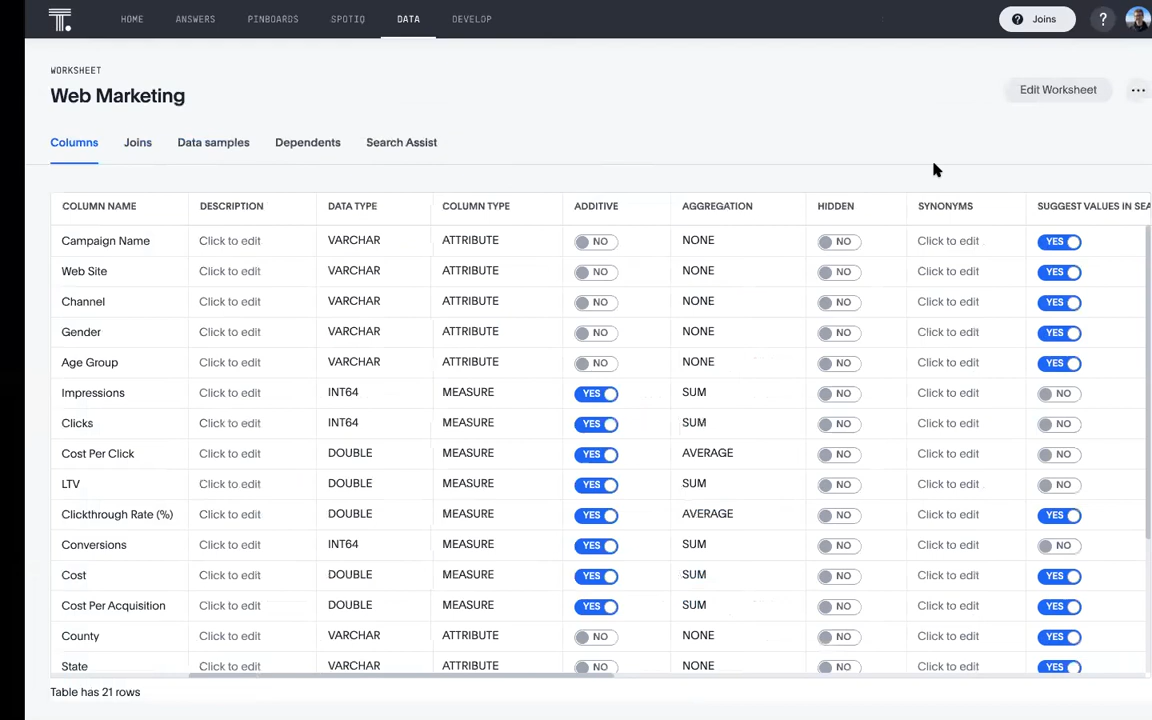 T. HOME ANSWERS PINBOARDS SPOTIQ DATA DEVELOP ? Joins ?
WORKSHEET
Web Marketing
Edit Worksheet ...
Columns Joins Data samples Dependents Search Assist
COLUMN NAME DESCRIPTION DATA TYPE COLUMN TYPE ADDITIVE AGGREGATION HIDDEN SYNONYMS SUGGEST VALUES IN SEA
Campaign Name Click to edit VARCHAR ATTRIBUTE NO NONE NO Click to edit YES
Web Site Click to edit VARCHAR ATTRIBUTE NO NONE NO Click to edit YES
Channel Click to edit VARCHAR ATTRIBUTE NO NONE NO Click to edit YES
Gender Click to edit VARCHAR ATTRIBUTE NO NONE NO Click to edit YES
Age Group Click to edit VARCHAR ATTRIBUTE NO NONE NO Click to edit YES
Impressions Click to edit INT64 MEASURE YES SUM NO Click to edit NO
Clicks Click to edit INT64 MEASURE YES SUM NO Click to edit NO
Cost Per Click Click to edit DOUBLE MEASURE YES AVERAGE NO Click to edit NO
LTV Click to edit DOUBLE MEASURE YES SUM NO Click to edit NO
Clickthrough Rate (%) Click to edit DOUBLE MEASURE YES AVERAGE NO Click to edit YES
Conversions Click to edit INT64 MEASURE YES SUM NO Click to edit NO
Cost Click to edit DOUBLE MEASURE YES SUM NO Click to edit YES
Cost Per Acquisition Click to edit DOUBLE MEASURE YES SUM NO Click to edit YES
County Click to edit VARCHAR ATTRIBUTE NO NONE NO Click to edit YES
State Click to edit VARCHAR ATTRIBUTE NO NONE NO Click to edit YES
Table has 21 rows